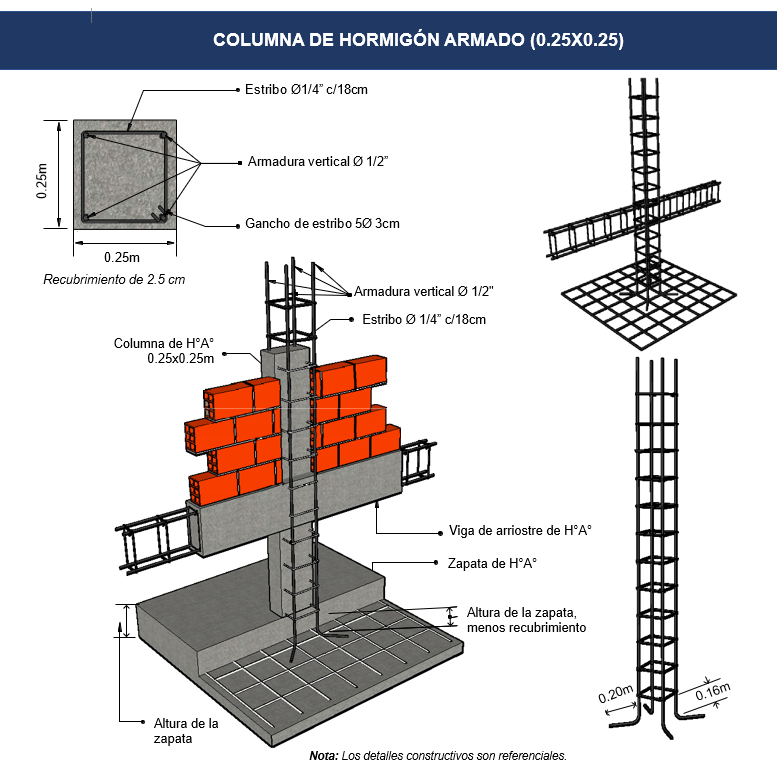 COLUMNA DE HORMIGÓN ARMADO (0.25X0.25)
Estribo Ø1/4” c/18cm
Armadura vertical Ø 1/2”
Gancho de estribo 5Ø 3cm
0.25m
0.25m
Recubrimiento de 2.5 cm
Armadura vertical Ø 1/2"
Estribo Ø 1/4” c/18cm
Columna de H°A°
0.25x0.25m
Viga de arriostre de H°A°
Zapata de H°A°
Altura de la zapata,
menos recubrimiento
Altura de la
zapata
0.20m
0.16m
Nota: Los detalles constructivos son referenciales.